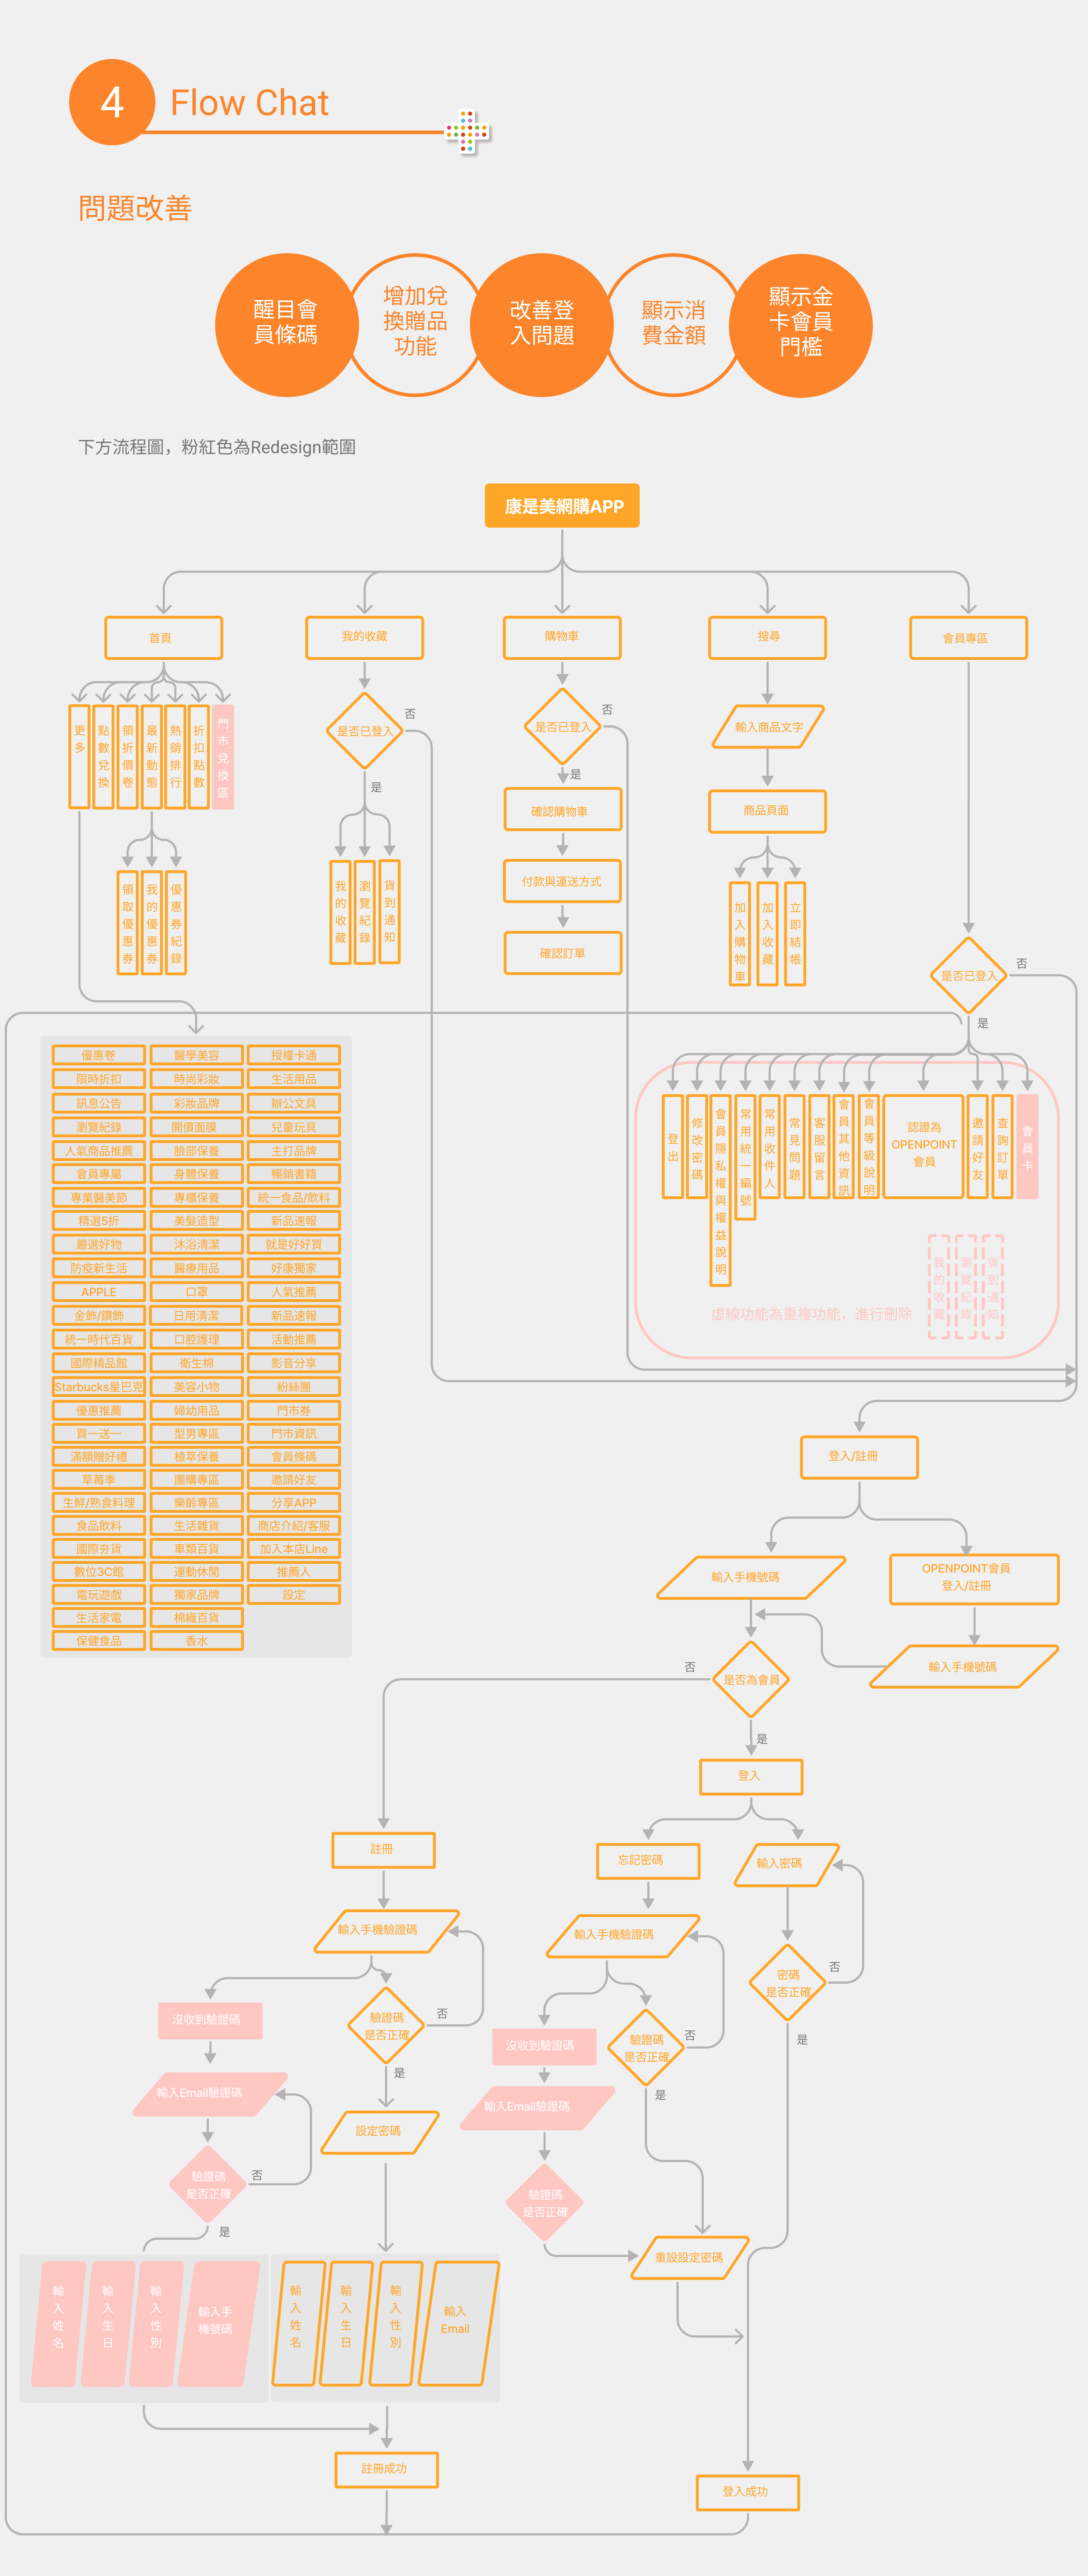 4
Flow Chat
問題改善
醒目會
員條碼
增加兌
換贈品
功能
改善登
入問題
顯示消
費金額
顯示金
卡會員
門檻
下方流程圖，粉紅色為Redesign範圍
康是美網購APP
首頁
我的收藏
購物車
搜尋
會員專區
更多
點數兌換
領折價卷
最新動態
熱銷排行
折扣點數
門市兌換區
領取優惠券
我的優惠券
優惠券紀錄
是否已登入
否
是
我的收藏
瀏覽紀錄
貨到通知
是否已登入
否
是
確認購物車
付款與運送方式
確認訂單
輸入商品文字
商品頁面
加入購物車
加入收藏
立即結帳
是否已登入
否
是
優惠卷
醫學美容
授權卡通
限時折扣
時尚彩妝
生活用品
訊息公告
彩妝品牌
辦公文具
瀏覽紀錄
開價面膜
兒童玩具
人氣商品推薦
臉部保養
主打品牌
會員專屬
身體保養
暢銷書籍
專業醫美節
專櫃保養
統一食品/飲料
精選5折
美髮造型
新品速報
嚴選好物
沐浴清潔
就是好好買
防疫新生活
醫療用品
好康獨家
APPLE
口罩
人氣推薦
金飾/鑽飾
日用清潔
新品速報
統一時代百貨
口腔護理
活動推薦
國際精品館
衛生棉
影音分享
Starbucks星巴克
美容小物
粉絲團
優惠推薦
婦幼用品
門市券
買一送一
型男專區
門市資訊
滿額贈好禮
植萃保養
會員條碼
草莓季
團購專區
邀請好友
生鮮/熟食料理
樂齡專區
分享APP
食品飲料
生活雜貨
商店介紹/客服
國際夯貨
車類百貨
加入本店Line
數位3C館
運動休閒
推薦人
電玩遊戲
獨家品牌
設定
生活家電
棉織百貨
保健食品
香水
登出
修改密碼
會員隱私權與權益說明
常用統一編號
常用收件人
常見問題
客服留言
會員其他資訊
會員等級說明
認證為
OPENPOINT
會員
邀請好友
查詢訂單
會員卡
我的收藏
瀏覽紀錄
貨到通知
虛線功能為重複功能，進行刪除
登入/註冊
輸入手機號碼
OPENPOINT會員
登入/註冊
輸入手機號碼
是否為會員
否
是
登入
註冊
忘記密碼
輸入密碼
輸入手機驗證碼
輸入手機驗證碼
密碼
是否正確
否
是
沒收到驗證碼
驗證碼
是否正確
否
是
沒收到驗證碼
驗證碼
是否正確
否
是
輸入Email驗證碼
輸入Email驗證碼
設定密碼
驗證碼
是否正確
否
是
驗證碼
是否正確
重設設定密碼
輸入姓名
輸入生日
輸入性別
輸入手
機號碼
輸入姓名
輸入生日
輸入性別
輸入
Email
註冊成功
登入成功